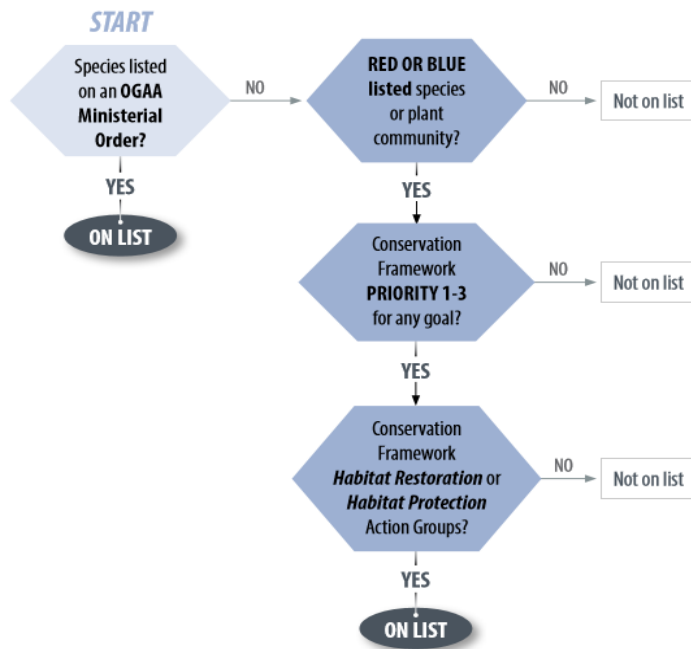 START
Species listed
on an OGAA
Ministerial
Order?
NO
RED OR BLUE
listed species
or plant
community?
NO
Not on list
YES
ON LIST
YES
Conservation
Framework
PRIORITY 1-3
for any goal?
NO
Not on list
YES
Conservation
Framework
Habitat Restoration or
Habitat Protection
Action Groups?
NO
Not on list
YES
ON LIST